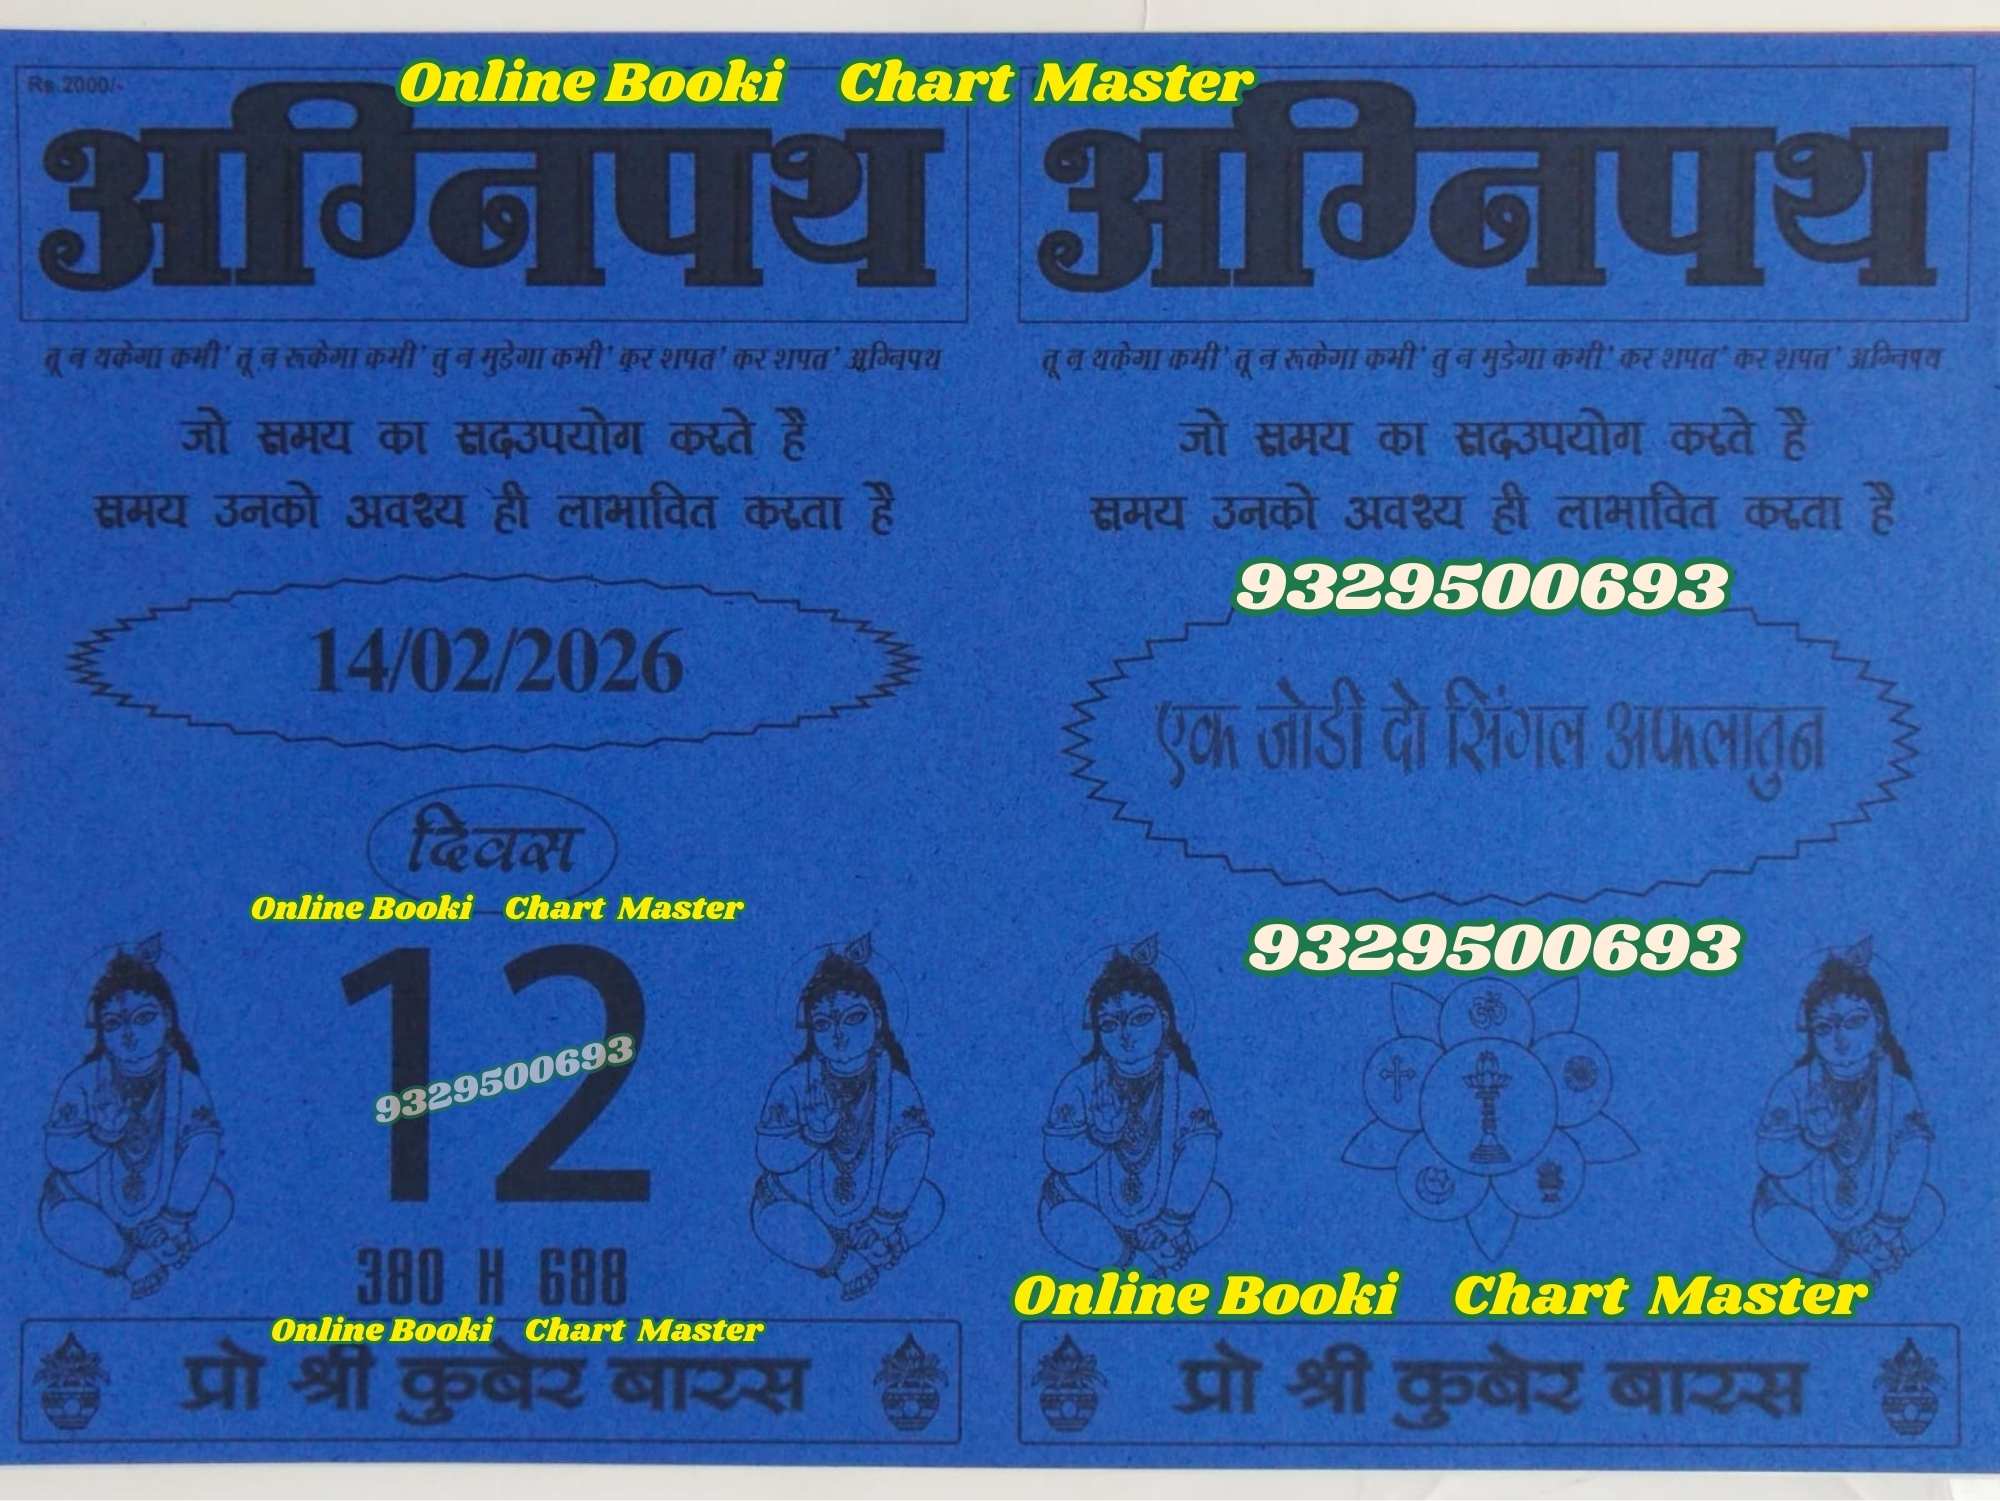 Online Booki Chart Master
Rs.2000/-
अग्निपथ
तू न थकेगा कभी' तू न रूकेगा कभी' तु न मुडेगा कभी' कर शपत' कर शपत' अग्निपथ
जो समय का सदउपयोग करते है
समय उनको अवश्य ही लाभावित करता है
14/02/2026
दिवस
Online Booki Chart Master
12
9329500693
380 H 688
Online Booki Chart Master
प्रो श्री कुबेर बारस
अग्निपथ
तू न थकेगा कभी' तू न रूकेगा कभी' तु न मुडेगा कभी' कर शपत' कर शपत' अग्निपथ
जो समय का सदउपयोग करते है
समय उनको अवश्य ही लाभावित करता है
9329500693
एक जोडी दो सिंगल अफलातुन
9329500693
ॐ
Online Booki Chart Master
प्रो श्री कुबेर बारस